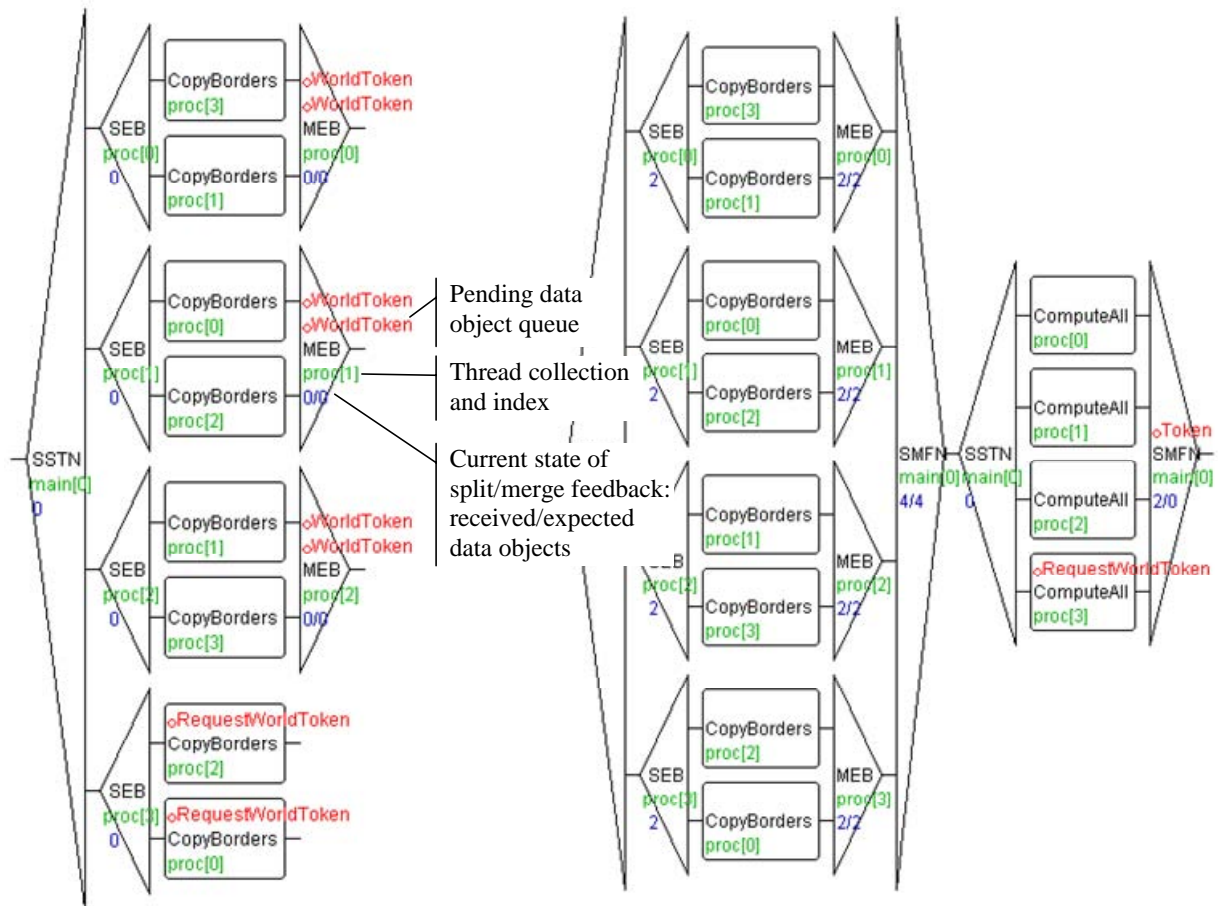 CopyBorders
proc[3]
◇WorldToken
◇WorldToken
SEB
proc[0]
0
MEB
proc[0]
0/0
CopyBorders
proc[1]
CopyBorders
proc[0]
◇WorldToken
◇WorldToken
SEB
proc[1]
0
MEB
proc[1]
0/0
CopyBorders
proc[2]
SSTN
main[0]
0
CopyBorders
proc[1]
◇WorldToken
◇WorldToken
SEB
proc[2]
0
MEB
proc[2]
0/0
CopyBorders
proc[3]
◇RequestWorldToken
CopyBorders
proc[2]
SEB
proc[3]
0
◇RequestWorldToken
CopyBorders
proc[0]
Pending data
object queue
Thread collection
and index
Current state of
split/merge feedback:
received/expected
data objects
CopyBorders
proc[3]
SEB
proc[0]
2
MEB
proc[0]
2/2
CopyBorders
proc[1]
CopyBorders
proc[0]
SEB
proc[1]
2
MEB
proc[1]
2/2
CopyBorders
proc[2]
CopyBorders
proc[1]
SEB
proc[2]
2
MEB
proc[2]
2/2
CopyBorders
proc[3]
CopyBorders
proc[2]
SEB
proc[3]
2
MEB
proc[3]
2/2
CopyBorders
proc[0]
SMFN
main[0]
4/4
SSTN
main[0]
0
ComputeAll
proc[0]
ComputeAll
proc[1]
ComputeAll
proc[2]
◇RequestWorldToken
ComputeAll
proc[3]
◇Token
SMFN
main[0]
2/0